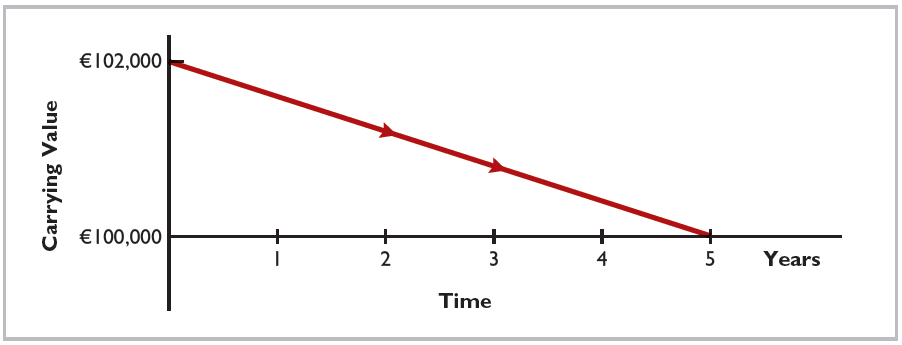 €102,000
Carrying Value
€100,000
1 2 3 4 5 Years
Time